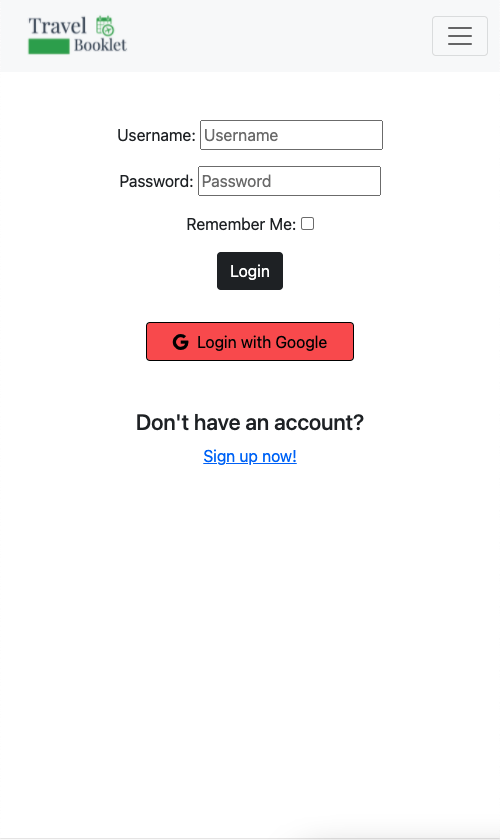 Travel
Booklet
Username: Username
Password: Password
Remember Me:
Login
G Login with Google
Don't have an account?
Sign up now!